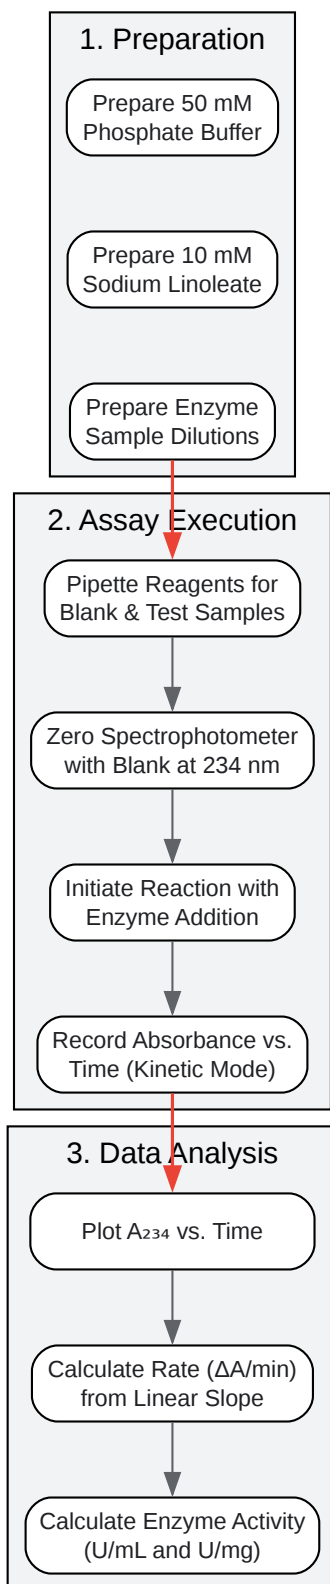 1. Preparation
Prepare 50 mM
Phosphate Buffer
Prepare 10 mM
Sodium Linoleate
Prepare Enzyme
Sample Dilutions
2. Assay Execution
Pipette Reagents for
Blank & Test Samples
Zero Spectrophotometer
with Blank at 234 nm
Initiate Reaction with
Enzyme Addition
Record Absorbance vs.
Time (Kinetic Mode)
3. Data Analysis
Plot A₂₃₄ vs. Time
Calculate Rate (ΔA/min)
from Linear Slope
Calculate Enzyme Activity
(U/mL and U/mg)